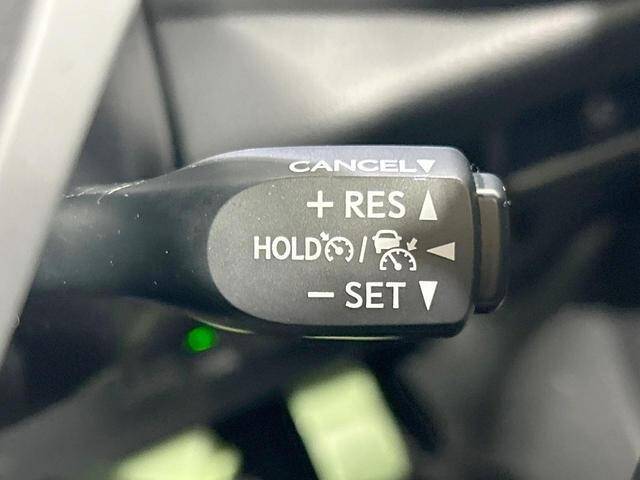 CANCEL▼
+ RES ▲
HOLD / ◀
− SET ▼